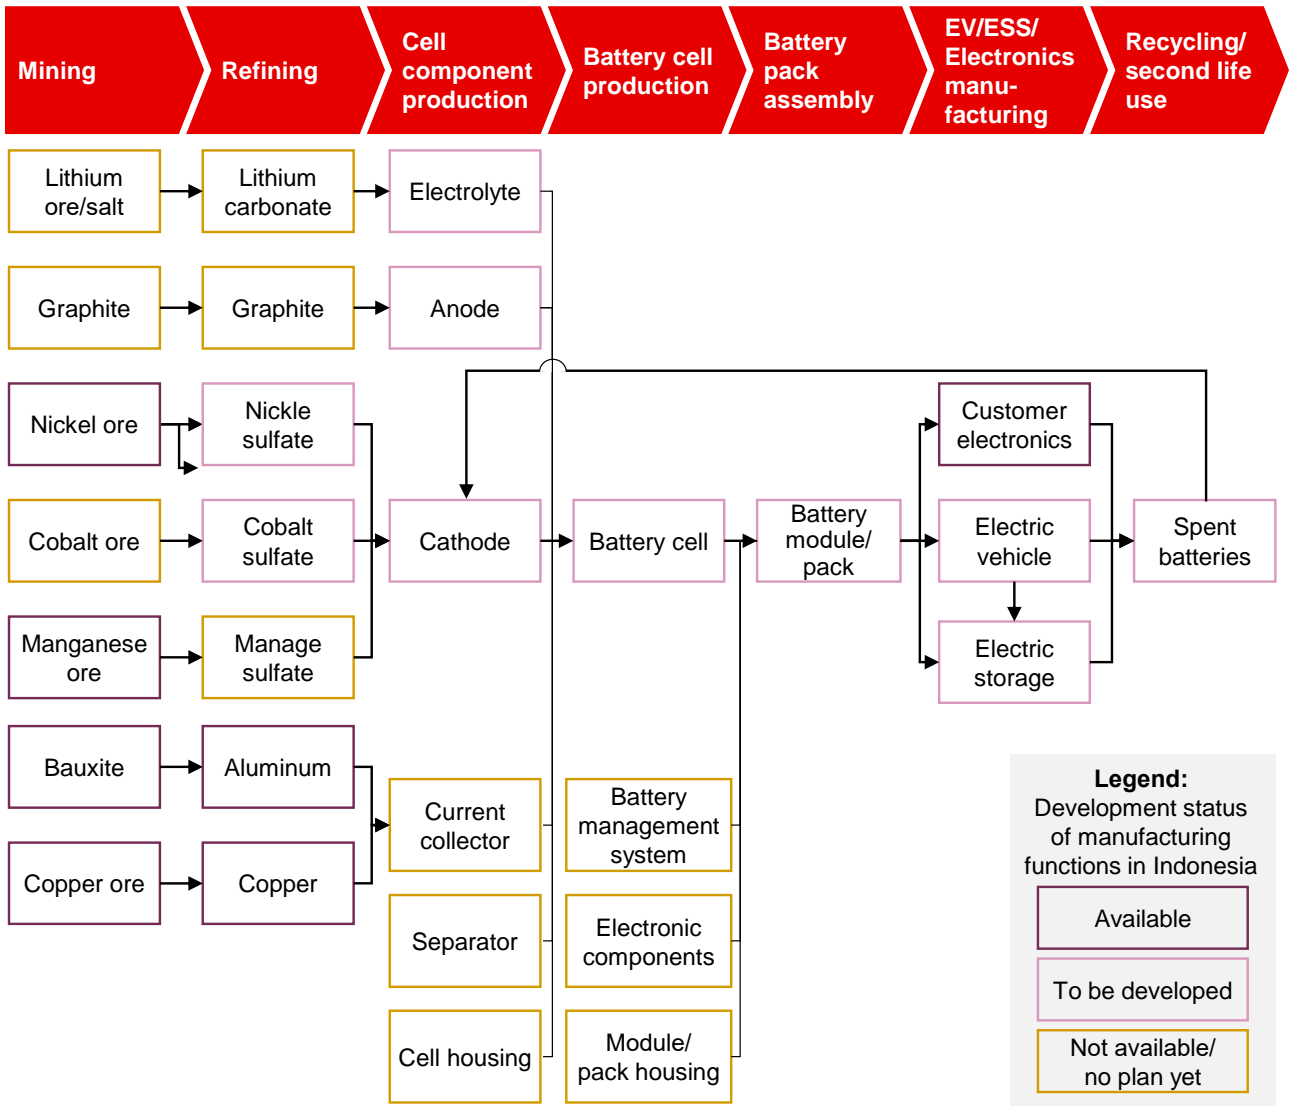 Mining
Refining
Cell
component
production
Battery cell
production
Battery
pack
assembly
EV/ESS/
Electronics
manu-
facturing
Recycling/
second life
use
Lithium
ore/salt
Lithium
carbonate
Electrolyte
Graphite
Graphite
Anode
Nickel ore
Nickle
sulfate
Customer
electronics
Cobalt ore
Cobalt
sulfate
Cathode
Battery cell
Battery
module/
pack
Electric
vehicle
Spent
batteries
Manganese
ore
Manage
sulfate
Electric
storage
Bauxite
Aluminum
Current
collector
Battery
management
system
Copper ore
Copper
Separator
Electronic
components
Cell housing
Module/
pack housing
Legend:
Development status
of manufacturing
functions in Indonesia
Available
To be developed
Not available/
no plan yet